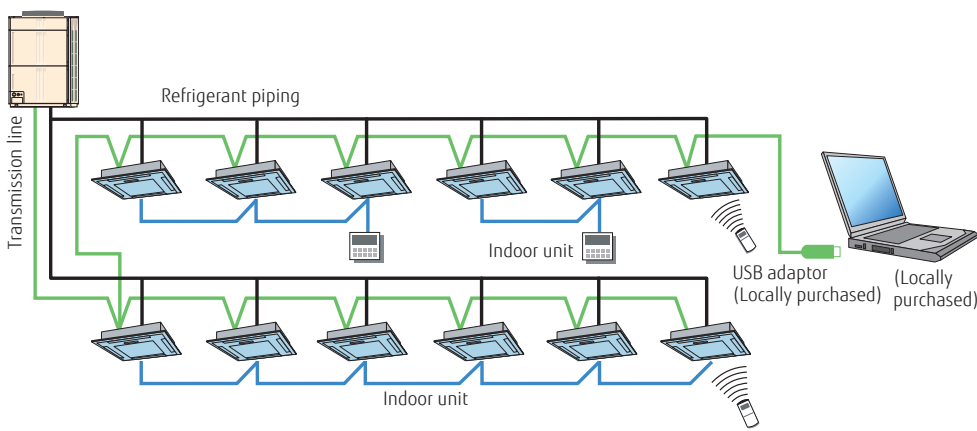 Refrigerant piping
Transmission line
Indoor unit
USB adaptor
(Locally purchased)
(Locally
purchased)
Indoor unit